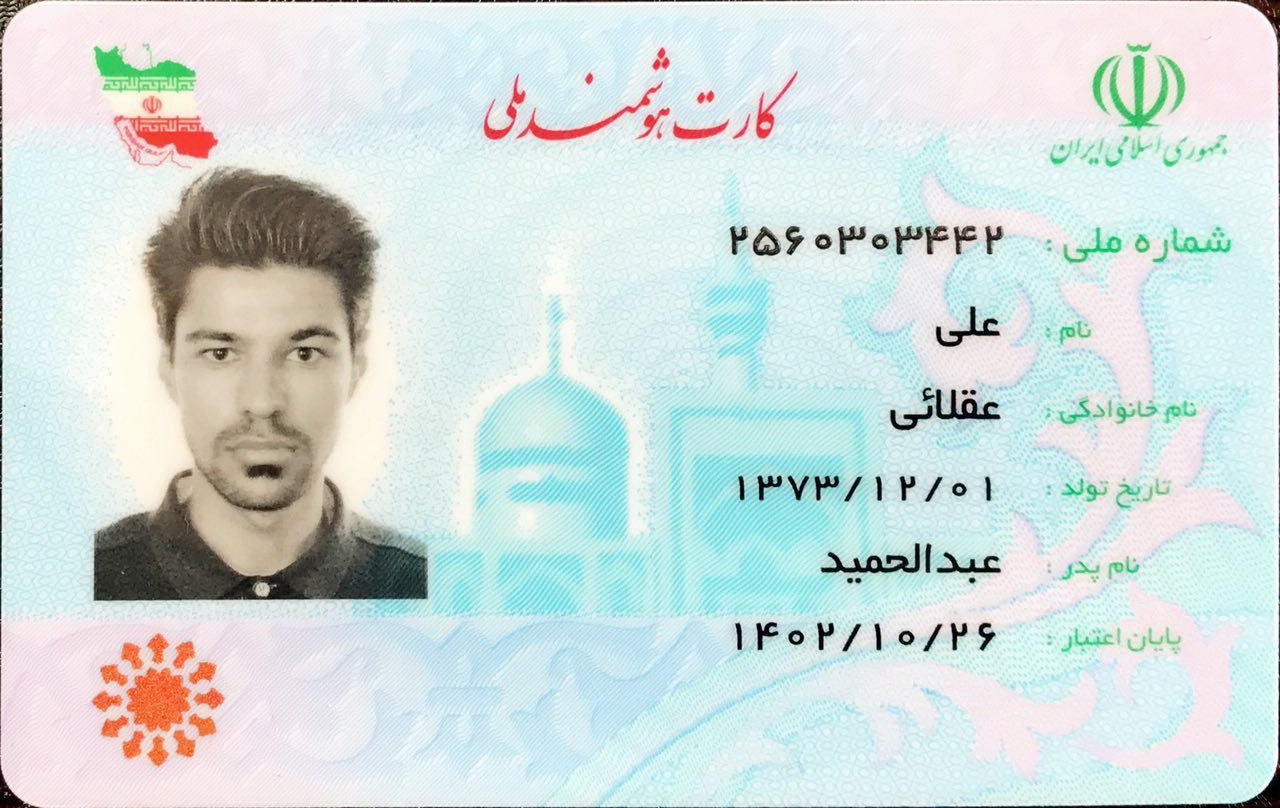 کارت هوشمند ملی
جمهوری اسلامی ایران
شماره ملی : ۲۵۶۰۳۰۳۴۴۲
نام : علی
نام خانوادگی : عقلائی
تاریخ تولد : ۱۳۷۳/۱۲/۰۱
نام پدر : عبدالحمید
پایان اعتبار : ۱۴۰۲/۱۰/۲۶